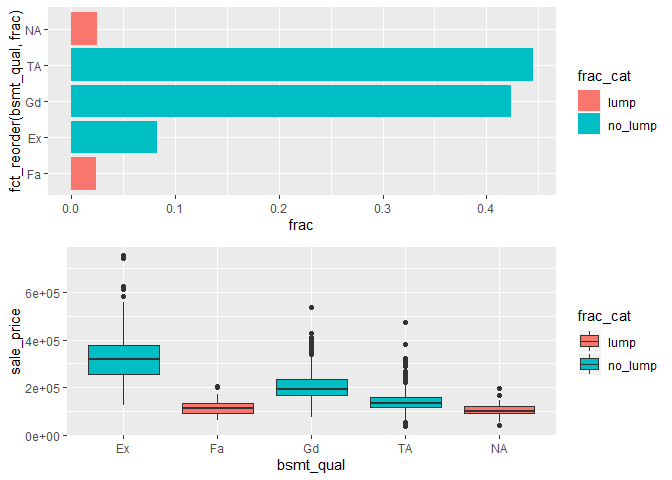 fct_reorder(bsmt_qual, frac)
NA
TA
Gd
Ex
Fa
0.0 0.1 0.2 0.3 0.4
frac
frac_cat
lump
no_lump
sale_price
6e+05
4e+05
2e+05
0e+00
Ex Fa Gd TA NA
bsmt_qual
frac_cat
lump
no_lump